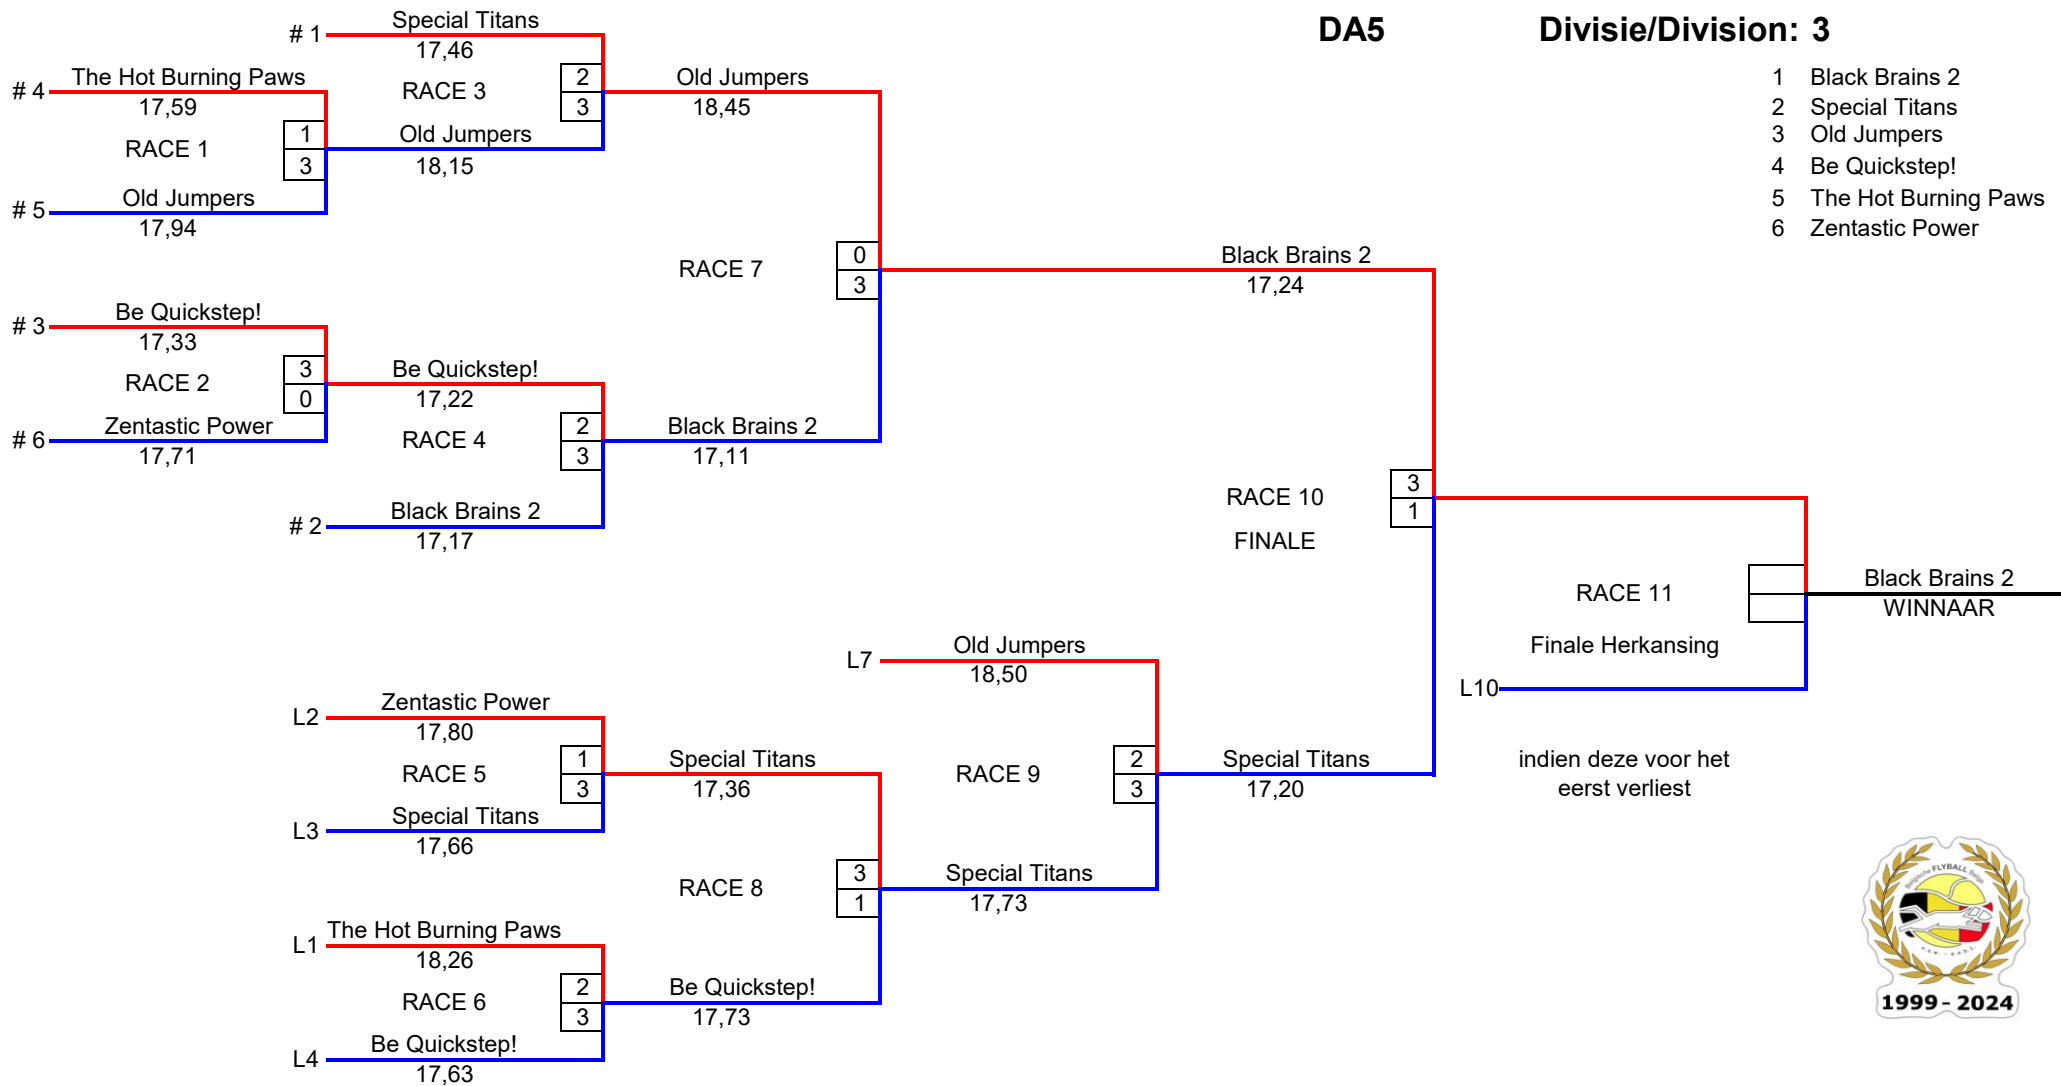 DA5 Divisie/Division: 3
1 Black Brains 2
2 Special Titans
3 Old Jumpers
4 Be Quickstep!
5 The Hot Burning Paws
6 Zentastic Power
# 1 Special Titans
17,46
# 4 The Hot Burning Paws
17,59
RACE 1
1
3
# 5 Old Jumpers
17,94
RACE 3
2
3
Old Jumpers
18,15
Old Jumpers
18,45
# 3 Be Quickstep!
17,33
RACE 2
3
0
# 6 Zentastic Power
17,71
Be Quickstep!
17,22
RACE 4
2
3
# 2 Black Brains 2
17,17
Black Brains 2
17,11
RACE 7
0
3
Black Brains 2
17,24
RACE 10
3
1
FINALE
RACE 11
Finale Herkansing
L10
indien deze voor het
eerst verliest
Black Brains 2
WINNAAR
L7 Old Jumpers
18,50
RACE 9
2
3
Special Titans
17,20
L2 Zentastic Power
17,80
RACE 5
1
3
L3 Special Titans
17,66
Special Titans
17,36
RACE 8
3
1
Special Titans
17,73
L1 The Hot Burning Paws
18,26
RACE 6
2
3
L4 Be Quickstep!
17,63
Be Quickstep!
17,73
Belgische FLYBALL Belge
1999 - 2024